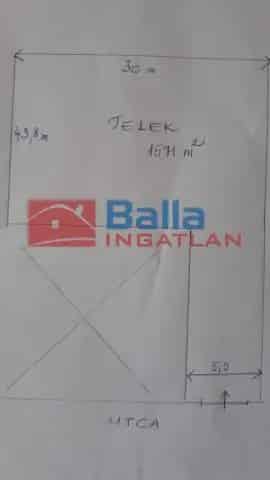 30 m
TELEK
43,8 m
1571 m²
Balla
INGATLAN
5,0
UTCA